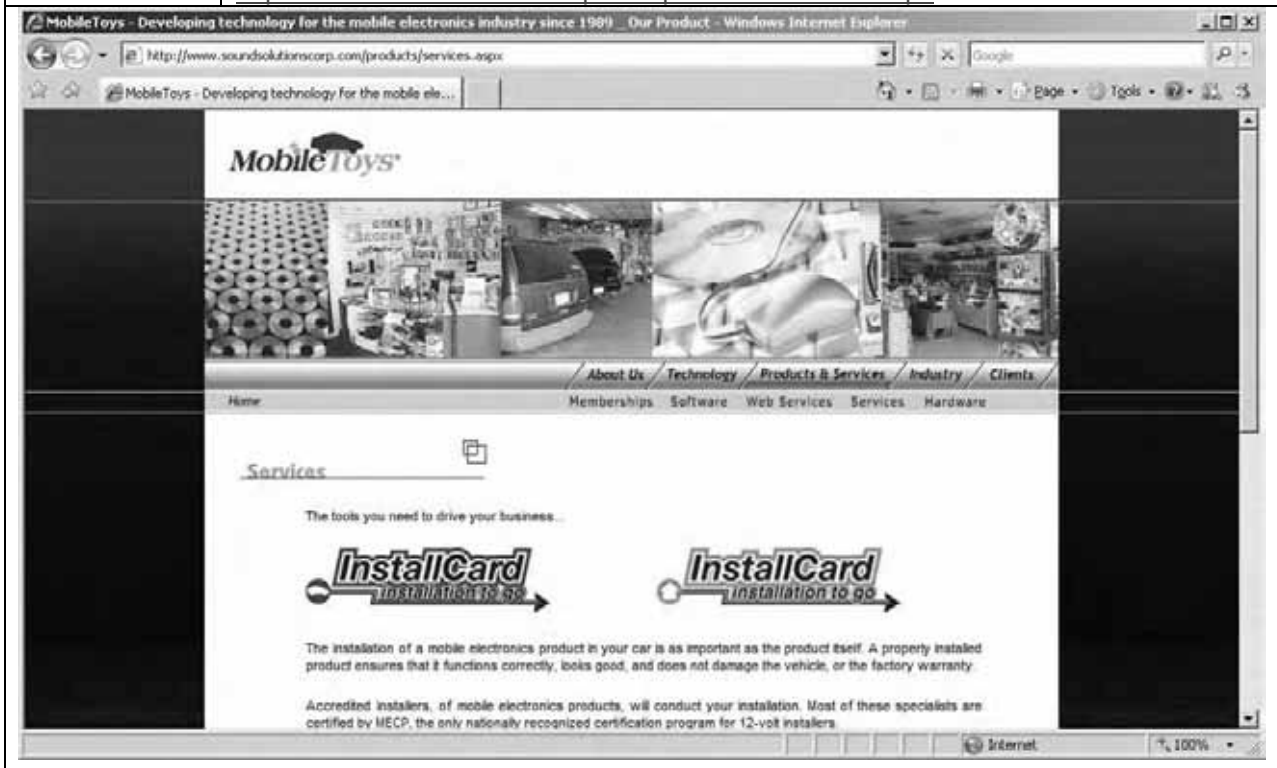 MobileToys - Developing technology for the mobile electronics industry since 1989 _ Our Product - Windows Internet Explorer
http://www.soundsolutionscorp.com/products/services.aspx
Google
MobileToys - Developing technology for the mobile ele...
Page
Tools
MobileToys
About Us / Technology / Products & Services / Industry / Clients /
Home
Memberships Software Web Services Services Hardware
Services
The tools you need to drive your business...
InstallCard
installation to go
InstallCard
installation to go
The installation of a mobile electronics product in your car is as important as the product itself. A properly installed
product ensures that it functions correctly, looks good, and does not damage the vehicle, or the factory warranty.
Accredited installers, of mobile electronics products, will conduct your installation. Most of these specialists are
certified by MECP, the only nationally recognized certification program for 12-volt installers.
Internet
100%